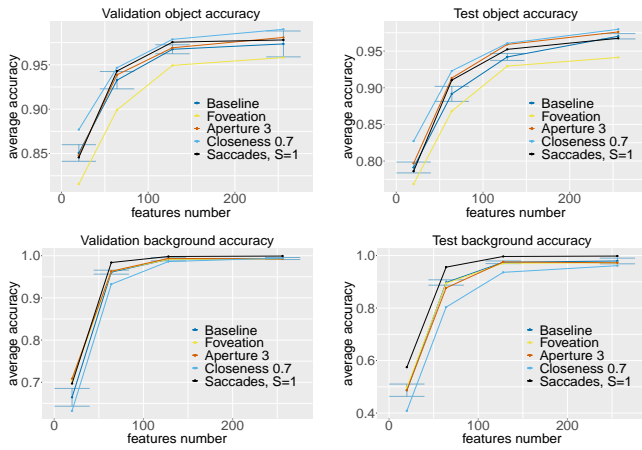 Validation object accuracy
average accuracy
0.95
0.90
0.85
Baseline
Foveation
Aperture 3
Closeness 0.7
Saccades, S=1
0
100
200
features number
Test object accuracy
average accuracy
0.95
0.90
0.85
0.80
Baseline
Foveation
Aperture 3
Closeness 0.7
Saccades, S=1
0
100
200
features number
Validation background accuracy
average accuracy
1.0
0.9
0.8
0.7
Baseline
Foveation
Aperture 3
Closeness 0.7
Saccades, S=1
0
100
200
features number
Test background accuracy
average accuracy
1.0
0.8
0.6
0.4
Baseline
Foveation
Aperture 3
Closeness 0.7
Saccades, S=1
0
100
200
features number